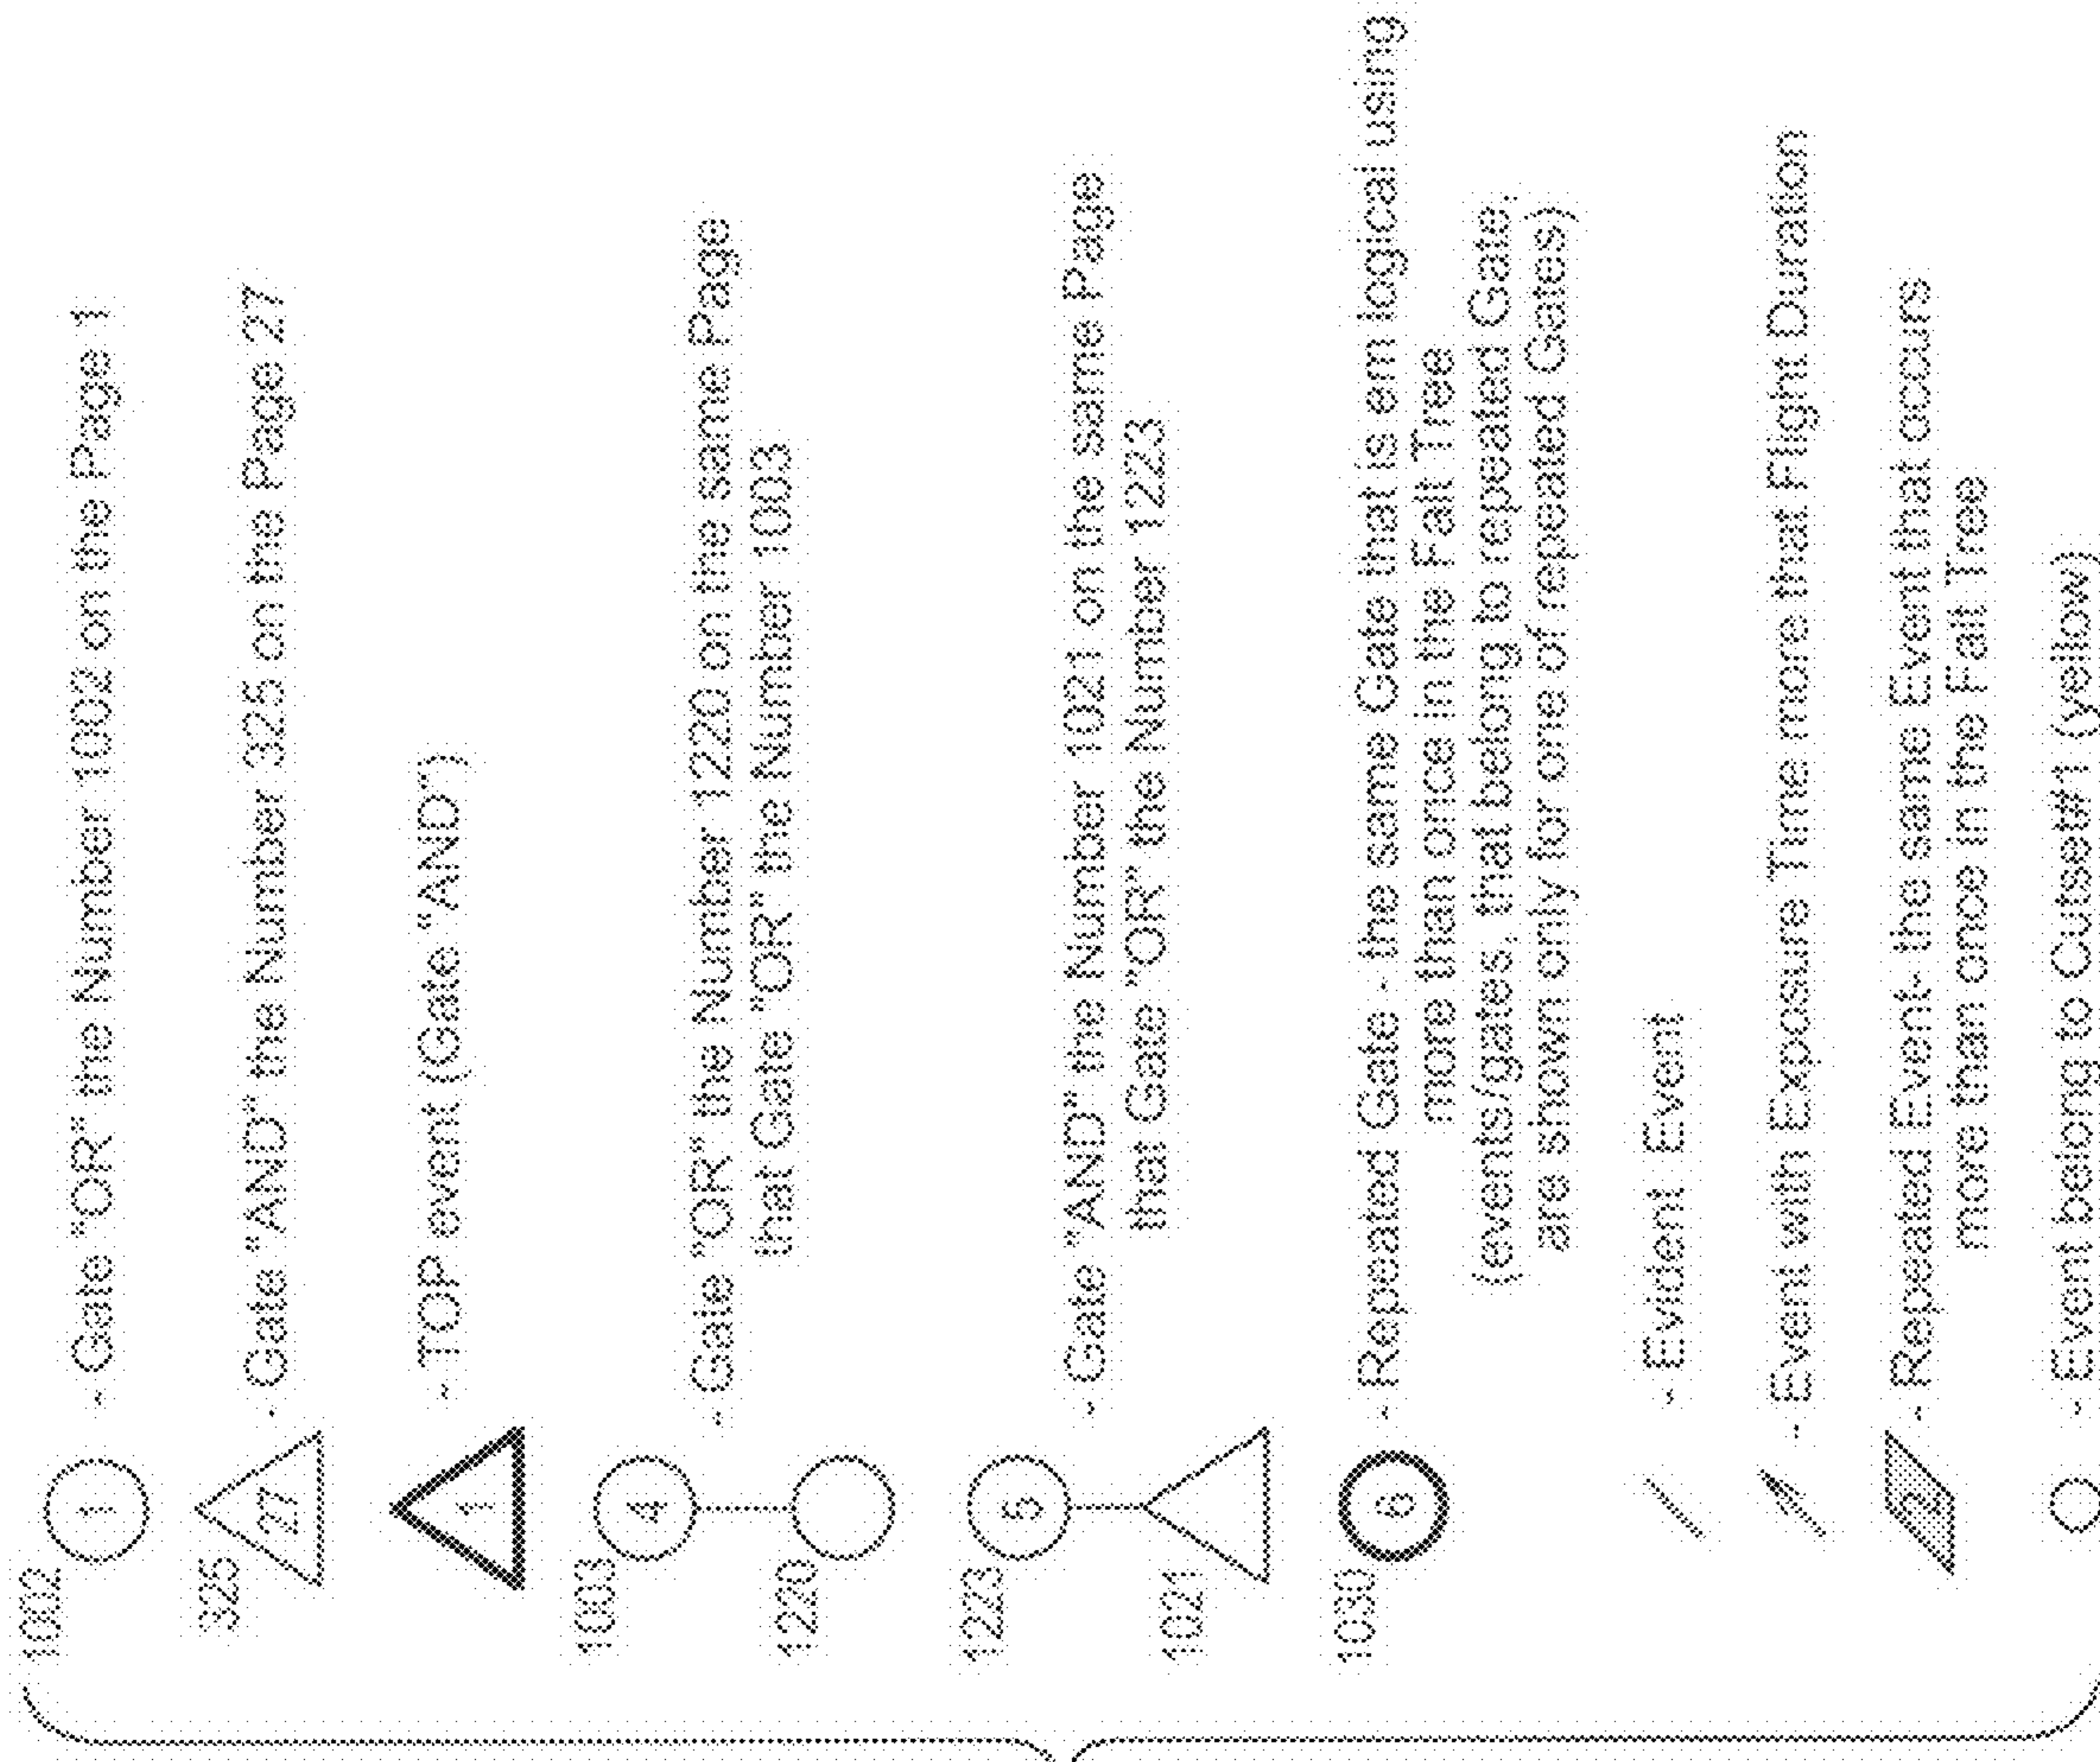 1002
1 - Gate "OR" the Number 1002 on the Page 1
325
27 - Gate "AND" the Number 325 on the Page 27
1 - TOP event (Gate "AND")
1003
4
- Gate "OR" the Number 1220 on the same Page
that Gate "OR" the Number 1003
1220
1223
5
- Gate "AND" the Number 1021 on the same Page
that Gate "OR" the Number 1223
1021
1030
6 - Repeated Gate - the same Gate that is em logical using
more than once in the Falt Tree
(events/gates, that belong to repeated Gate,
are shown only for one of repeated Gates)
- Evident Event
- Event with Exposure Time more that Flight Duration
2 - Repeated Event- the same Event that occurs
more than once in the Falt Tree
- Event belong to Cutset#1 (yellow)